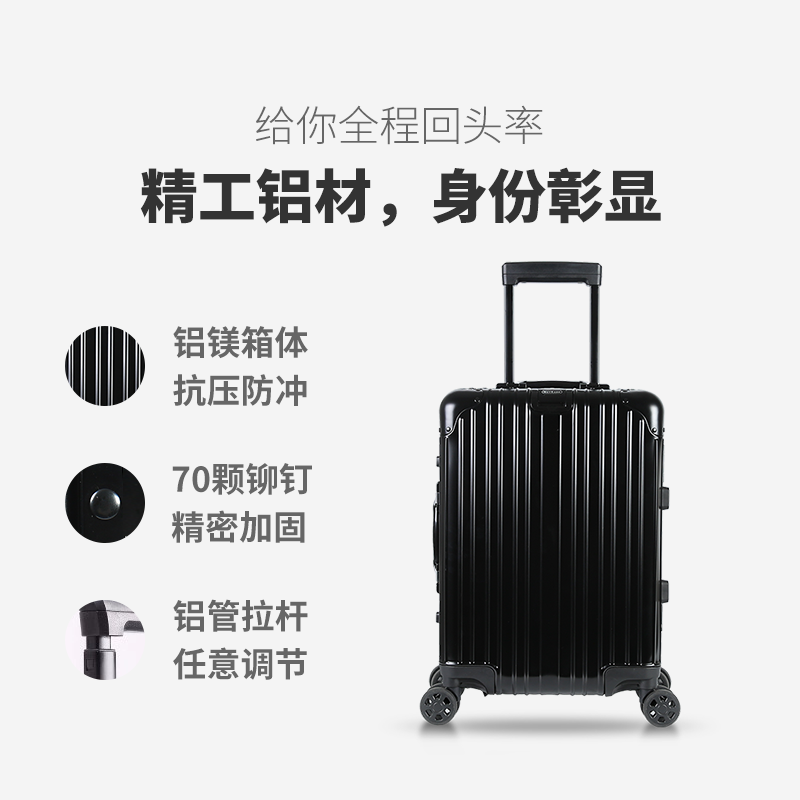 给你全程回头率
精工铝材，身份彰显
铝镁箱体
抗压防冲
70颗铆钉
精密加固
铝管拉杆
任意调节